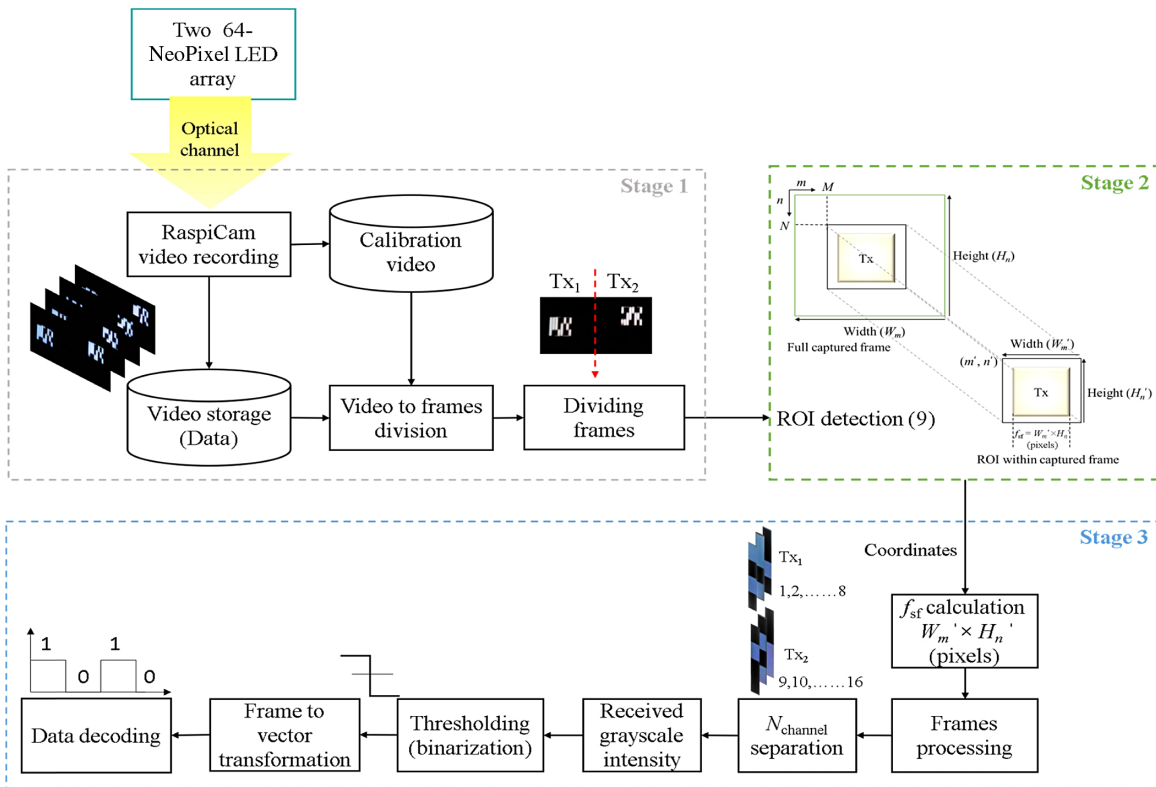 Two 64-
NeoPixel LED
array
Optical
channel
Stage 1
RaspiCam
video recording
Calibration
video
Tx1 Tx2
Video storage
(Data)
Video to frames
division
Dividing
frames
Stage 2
m M
n
N
Tx
Height (Hn)
Width (Wm)
Full captured frame
Width (Wm')
(m', n')
Tx
Height (Hn')
fsf = Wm'×Hn
(pixels)
ROI within captured frame
ROI detection (9)
Stage 3
Coordinates
Tx1
1,2,……8
Tx2
9,10,……16
fsf calculation
Wm'× Hn'
(pixels)
Frames
processing
Nchannel
separation
Received
grayscale
intensity
Thresholding
(binarization)
Frame to
vector
transformation
1 0 1 0
Data decoding